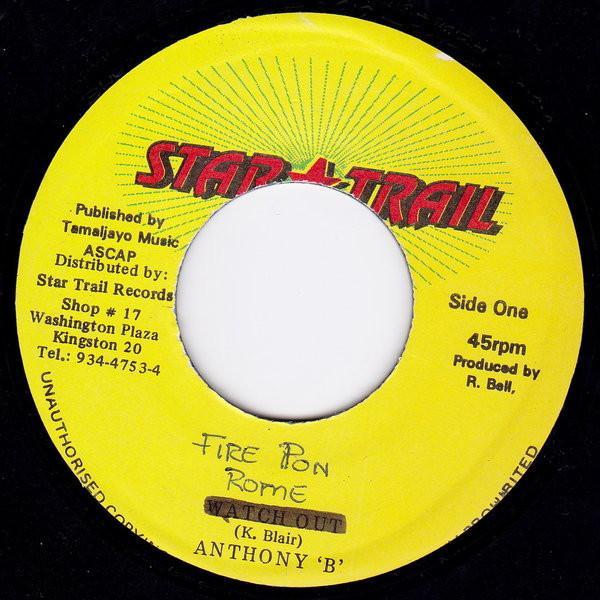 STAR TRAIL
Published by
Tamaljayo Music
ASCAP
Distributed by:
Star Trail Records
Shop # 17
Washington Plaza
Kingston 20
Tel.: 934-4753-4
Side One
45rpm
Produced by
R. Bell,
FIRE PON
ROME
WATCH OUT
(K. Blair)
ANTHONY 'B'
UNAUTHORISED